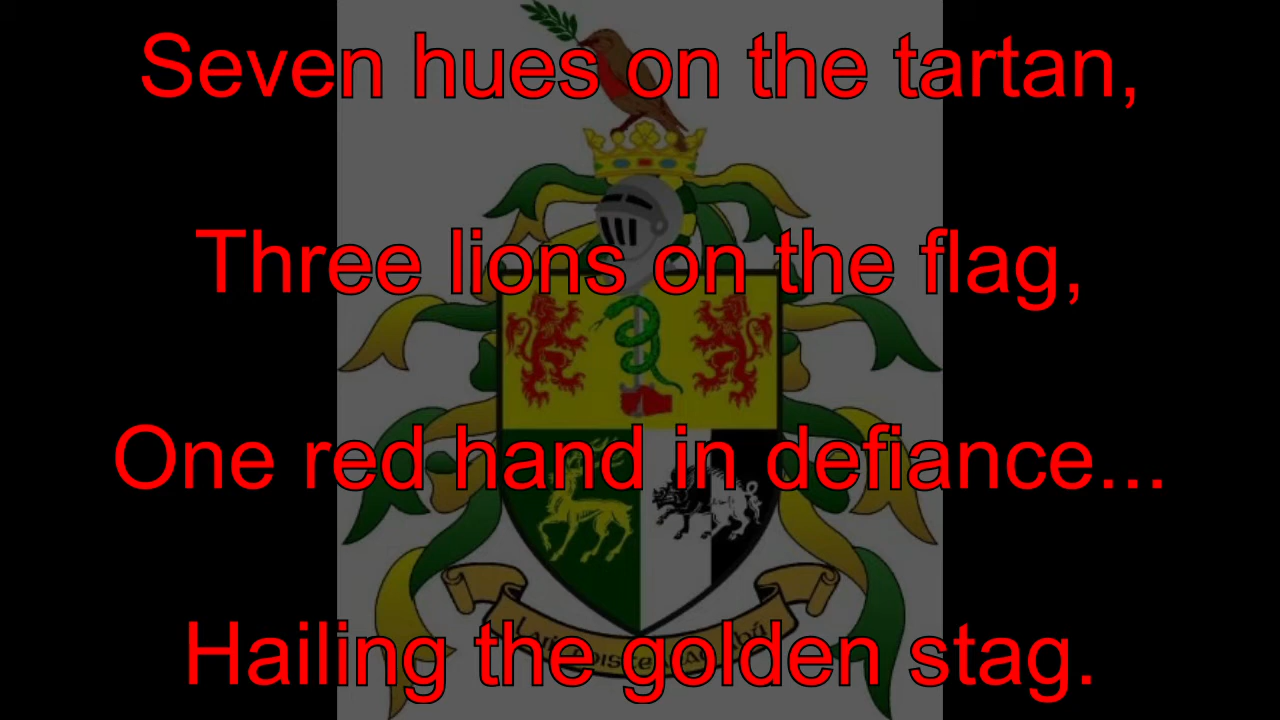 Seven hues on the tartan,
Three lions on the flag,
One red hand in defiance...
Hailing the golden stag.